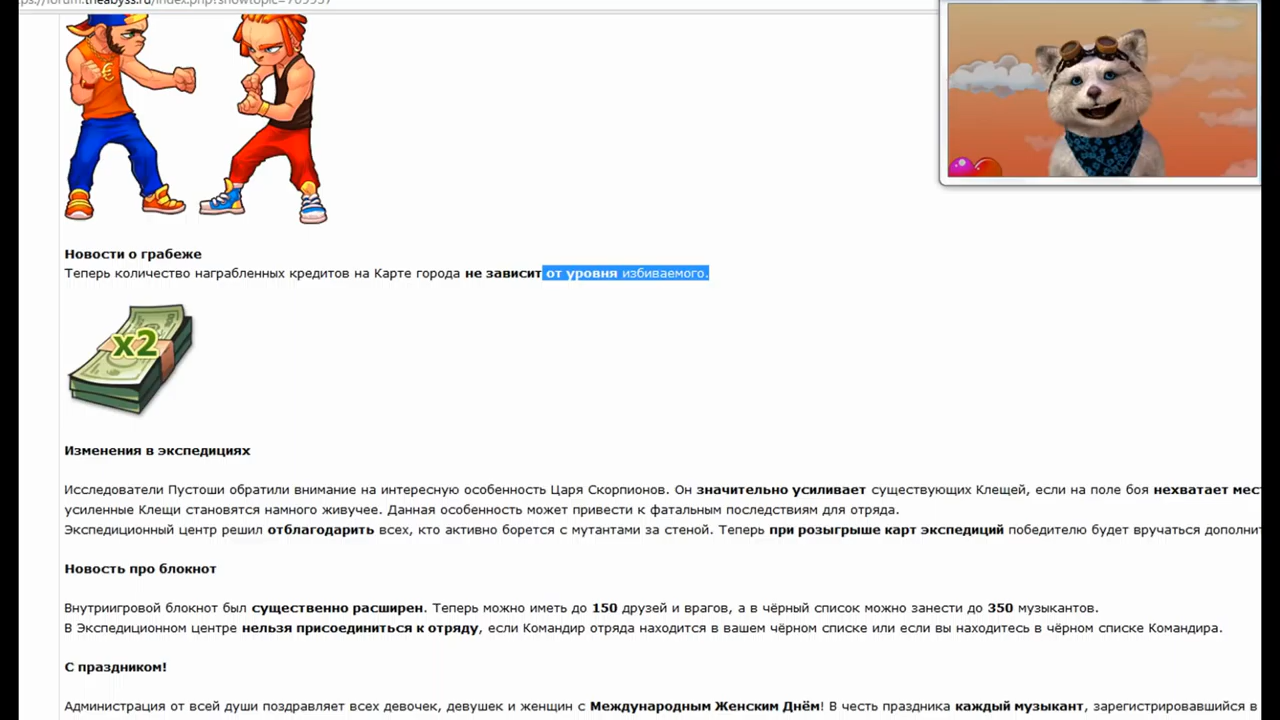 Новости о грабеже
Теперь количество награбленных кредитов на Карте города не зависит от уровня избиваемого.
x2
Изменения в экспедициях
Исследователи Пустоши обратили внимание на интересную особенность Царя Скорпионов. Он значительно усиливает существующих Клещей, если на поле боя нехватает
усиленные Клещи становятся намного живучее. Данная особенность может привести к фатальным последствиям для отряда.
Экспедиционный центр решил отблагодарить всех, кто активно борется с мутантами за стеной. Теперь при розыгрыше карт экспедиций победителю будет вручаться
Новость про блокнот
Внутриигровой блокнот был существенно расширен. Теперь можно иметь до 150 друзей и врагов, а в чёрный список можно занести до 350 музыкантов.
В Экспедиционном центре нельзя присоединиться к отряду, если Командир отряда находится в вашем чёрном списке или если вы находитесь в чёрном списке Командира.
С праздником!
Администрация от всей души поздравляет всех девочек, девушек и женщин с Международным Женским Днём! В честь праздника каждый музыкант, зарегистрировавшийся в